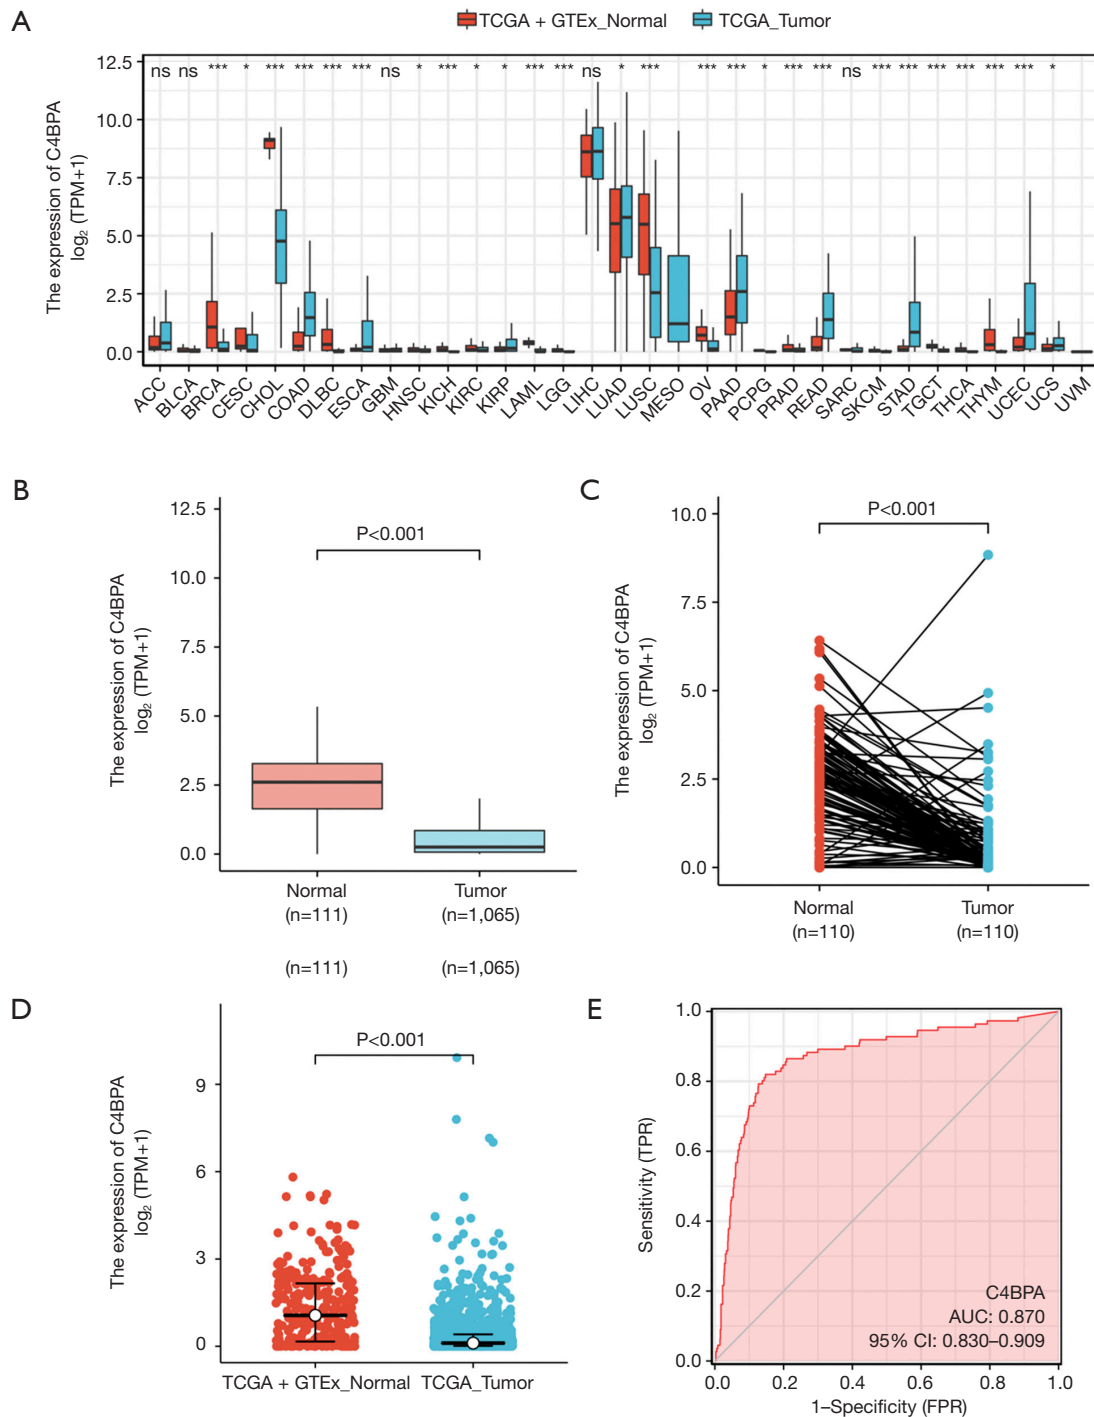 A
TCGA + GTEx_Normal TCGA_Tumor
The expression of C4BPA
log₂ (TPM+1)
12.5
10.0
7.5
5.0
2.5
0.0
ns ns *** * *** *** *** *** ns * *** * * *** *** ns * *** *** *** * *** *** ns *** *** *** *** *** *** *
ACC BLCA BRCA CESC CHOL COAD DLBC ESCA GBM HNSC KICH KIRC KIRP LAML LGG LIHC LUAD LUSC MESO OV PAAD PCPG PRAD READ SARC SKCM STAD TGCT THCA THYM UCEC UCS UVM
B
The expression of C4BPA
log₂ (TPM+1)
12.5
10.0
7.5
5.0
2.5
0.0
P<0.001
Normal Tumor
(n=111) (n=1,065)
(n=111) (n=1,065)
C
The expression of C4BPA
log₂ (TPM+1)
10.0
7.5
5.0
2.5
0.0
P<0.001
Normal Tumor
(n=110) (n=110)
D
The expression of C4BPA
log₂ (TPM+1)
9
6
3
0
P<0.001
TCGA + GTEx_Normal TCGA_Tumor
E
Sensitivity (TPR)
1.0
0.8
0.6
0.4
0.2
0.0
C4BPA
AUC: 0.870
95% CI: 0.830–0.909
0.0 0.2 0.4 0.6 0.8 1.0
1–Specificity (FPR)